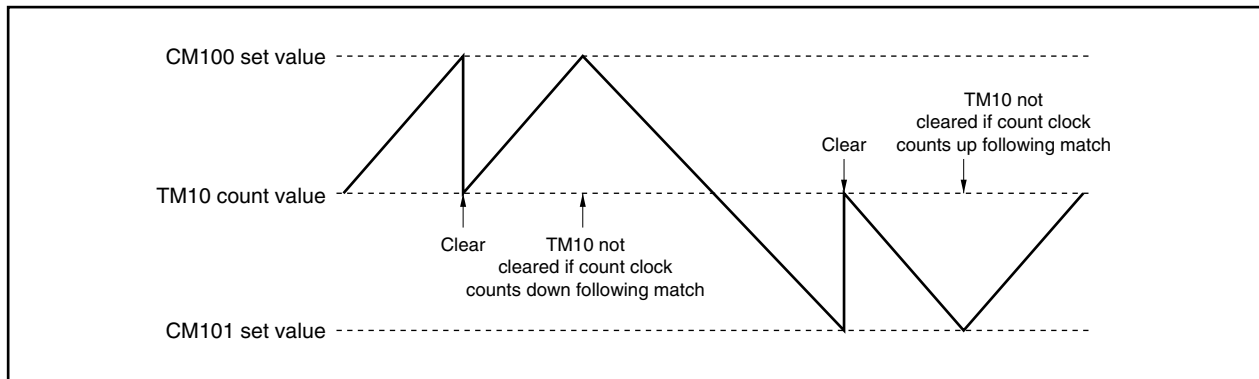 CM100 set value
TM10 not
cleared if count clock
counts up following match
Clear
TM10 count value
Clear
TM10 not
cleared if count clock
counts down following match
CM101 set value